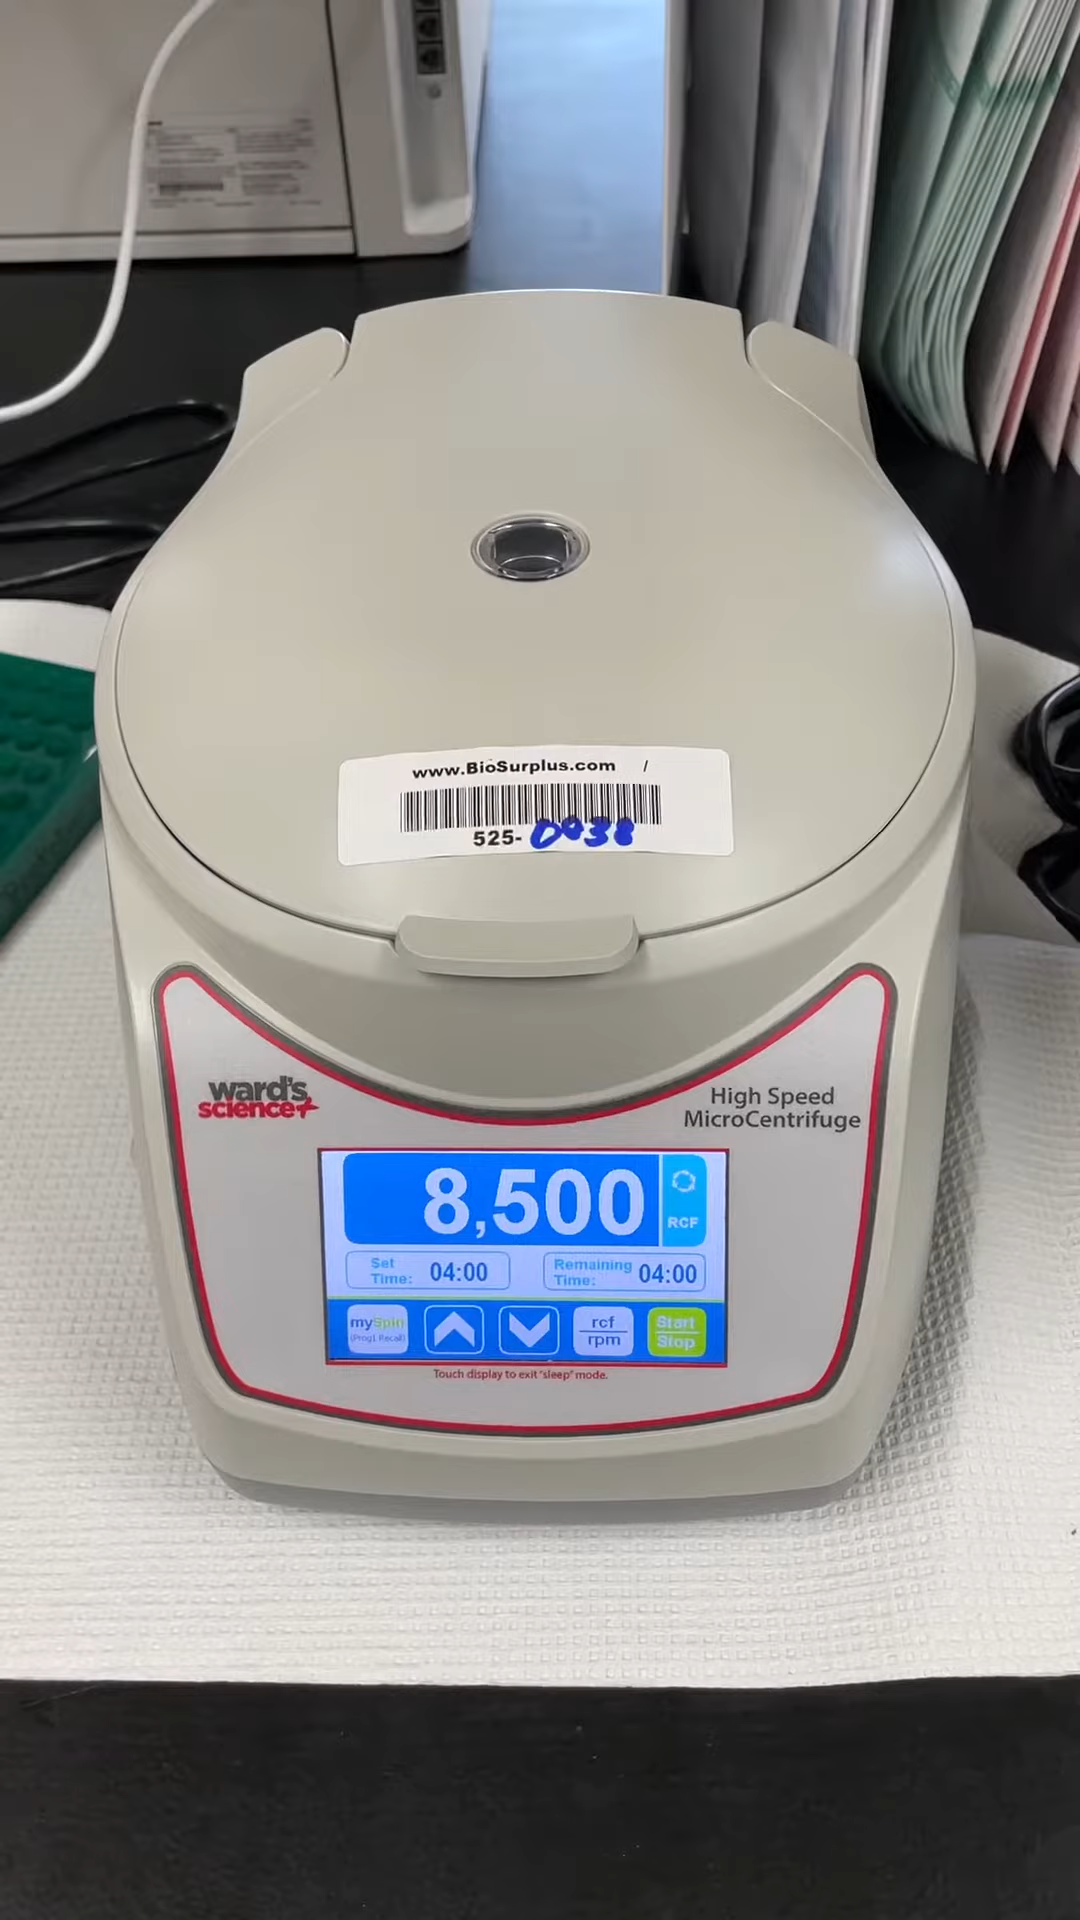 www.BioSurplus.com /
525-0938
ward's
science+
High Speed
MicroCentrifuge
8,500
RCF
Set
Time: 04:00
Remaining
Time: 04:00
mySpin
(Prog1 Recall)
rcf
rpm
Start
Stop
Touch display to exit "sleep" mode.